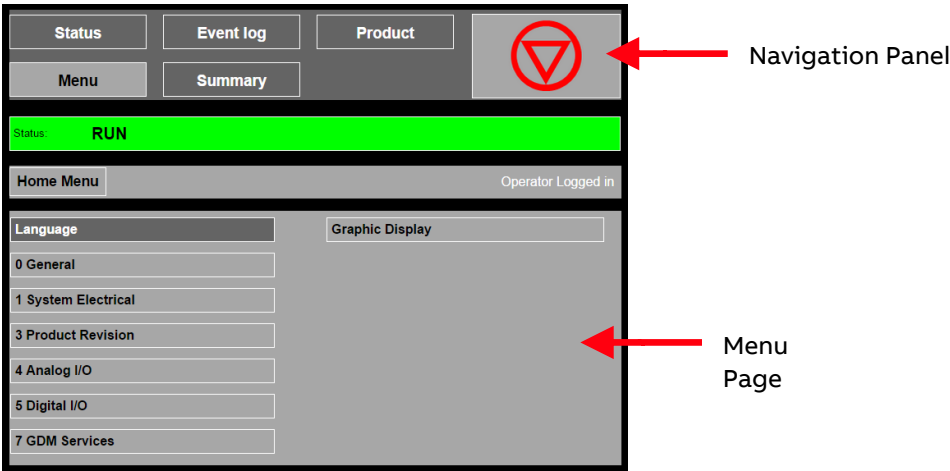 Status Event log Product
Navigation Panel
Menu Summary
Status: RUN
Home Menu Operator Logged in
Language Graphic Display
0 General
1 System Electrical
3 Product Revision
Menu
Page
4 Analog I/O
5 Digital I/O
7 GDM Services